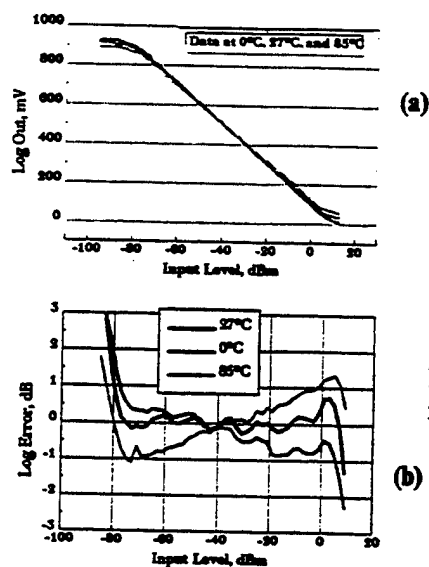 1000
800
600
400
200
0
Log Out, mV
Data at 0°C, 27°C, and 85°C
(a)
-100 -80 -60 -40 -20 0 20
Input Level, dBm
3
2
1
0
-1
-2
-3
Log Error, dB
27°C
0°C
85°C
(b)
-100 -80 -60 -40 -20 0 20
Input Level, dBm